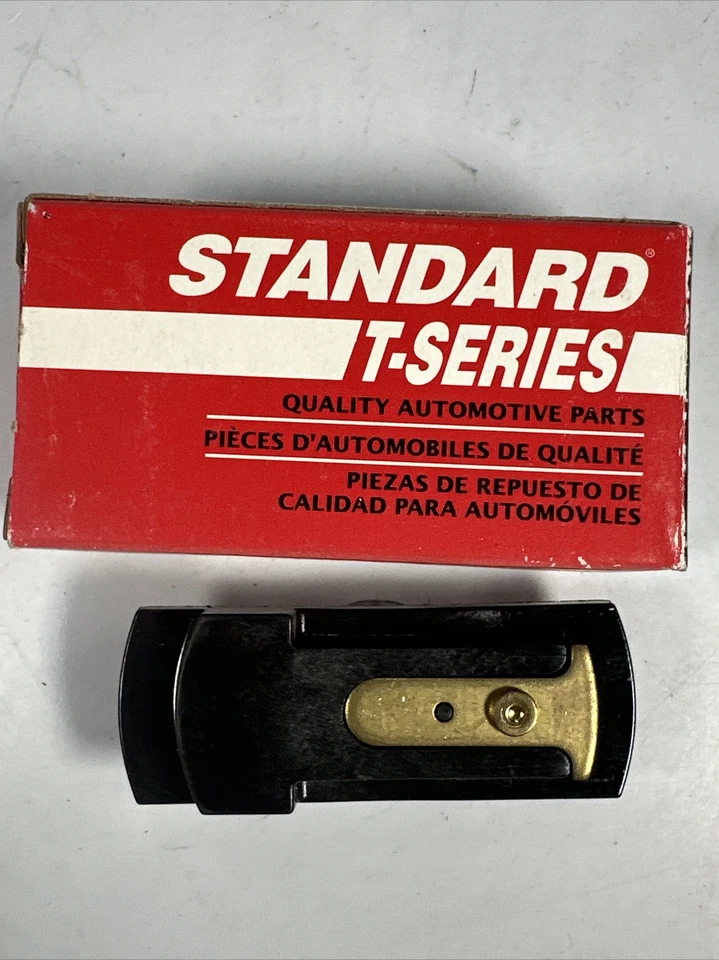 STANDARD®
T-SERIES
QUALITY AUTOMOTIVE PARTS
PIÈCES D'AUTOMOBILES DE QUALITÉ
PIEZAS DE REPUESTO DE
CALIDAD PARA AUTOMÓVILES